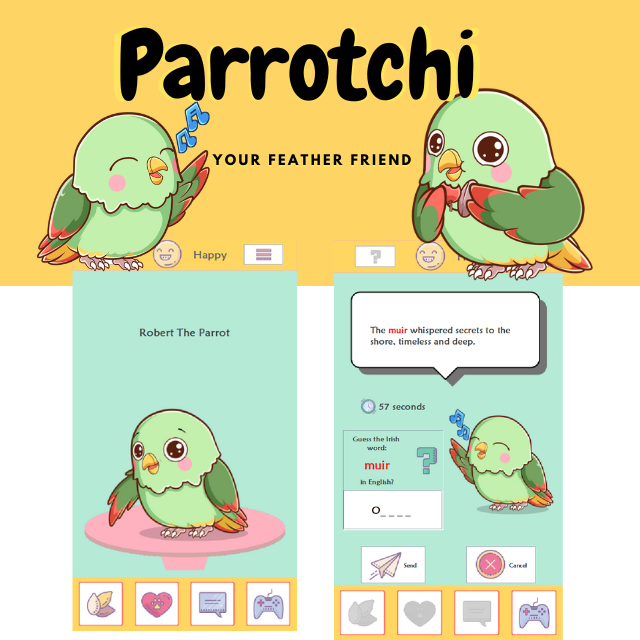 Parrotchi
YOUR FEATHER FRIEND
Happy
Robert The Parrot
The muir whispered secrets to the
shore, timeless and deep.
57 seconds
Guess the Irish
word:
muir
in English?
O_ _ _ _
Send
Cancel